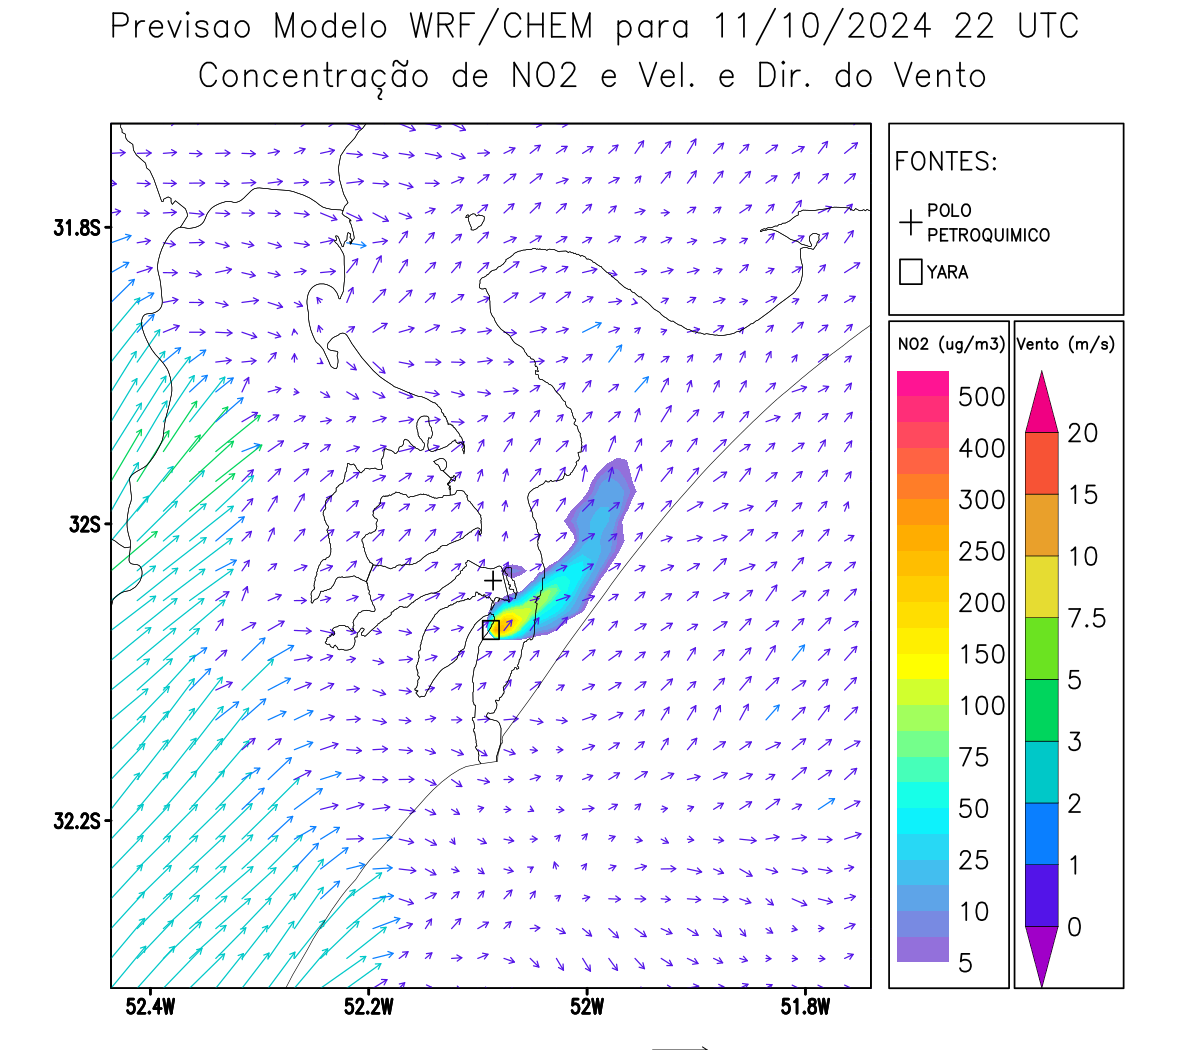 Previsao Modelo WRF/CHEM para 11/10/2024 22 UTC
Concentração de NO2 e Vel. e Dir. do Vento
FONTES:
POLO
PETROQUIMICO
YARA
NO2 (ug/m3)
500
400
300
250
200
150
100
75
50
25
10
5
Vento (m/s)
20
15
10
7.5
5
3
2
1
0
31.8S
32S
32.2S
52.4W
52.2W
52W
51.8W